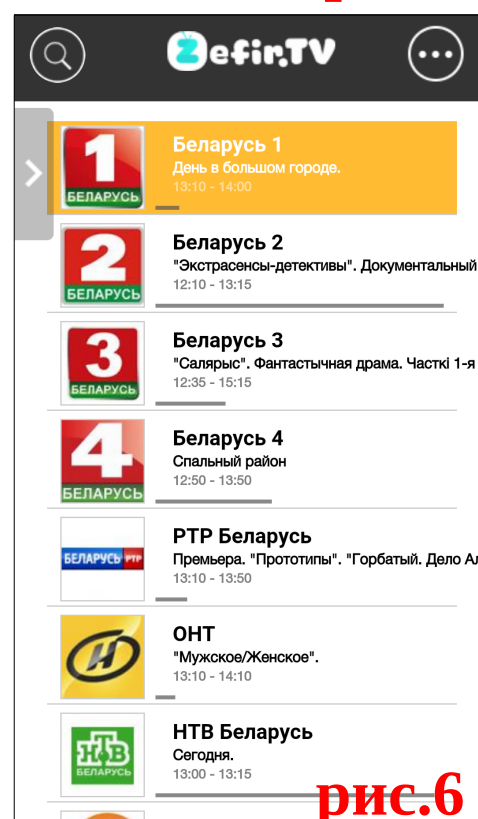 Zefir.TV
1
БЕЛАРУСЬ
Беларусь 1
День в большом городе.
13:10 - 14:00
2
БЕЛАРУСЬ
Беларусь 2
"Экстрасенсы-детективы". Документальный
12:10 - 13:15
3
БЕЛАРУСЬ
Беларусь 3
"Салярыс". Фантастычная драма. Часткі 1-я
12:35 - 15:15
4
БЕЛАРУСЬ
Беларусь 4
Спальный район
12:50 - 13:50
БЕЛАРУСЬ РТР
РТР Беларусь
Премьера. "Прототипы". "Горбатый. Дело Ал
13:10 - 13:50
ОНТ
"Мужское/Женское".
13:10 - 14:10
НТВ
БЕЛАРУСЬ
НТВ Беларусь
Сегодня.
13:00 - 13:15
рис.6